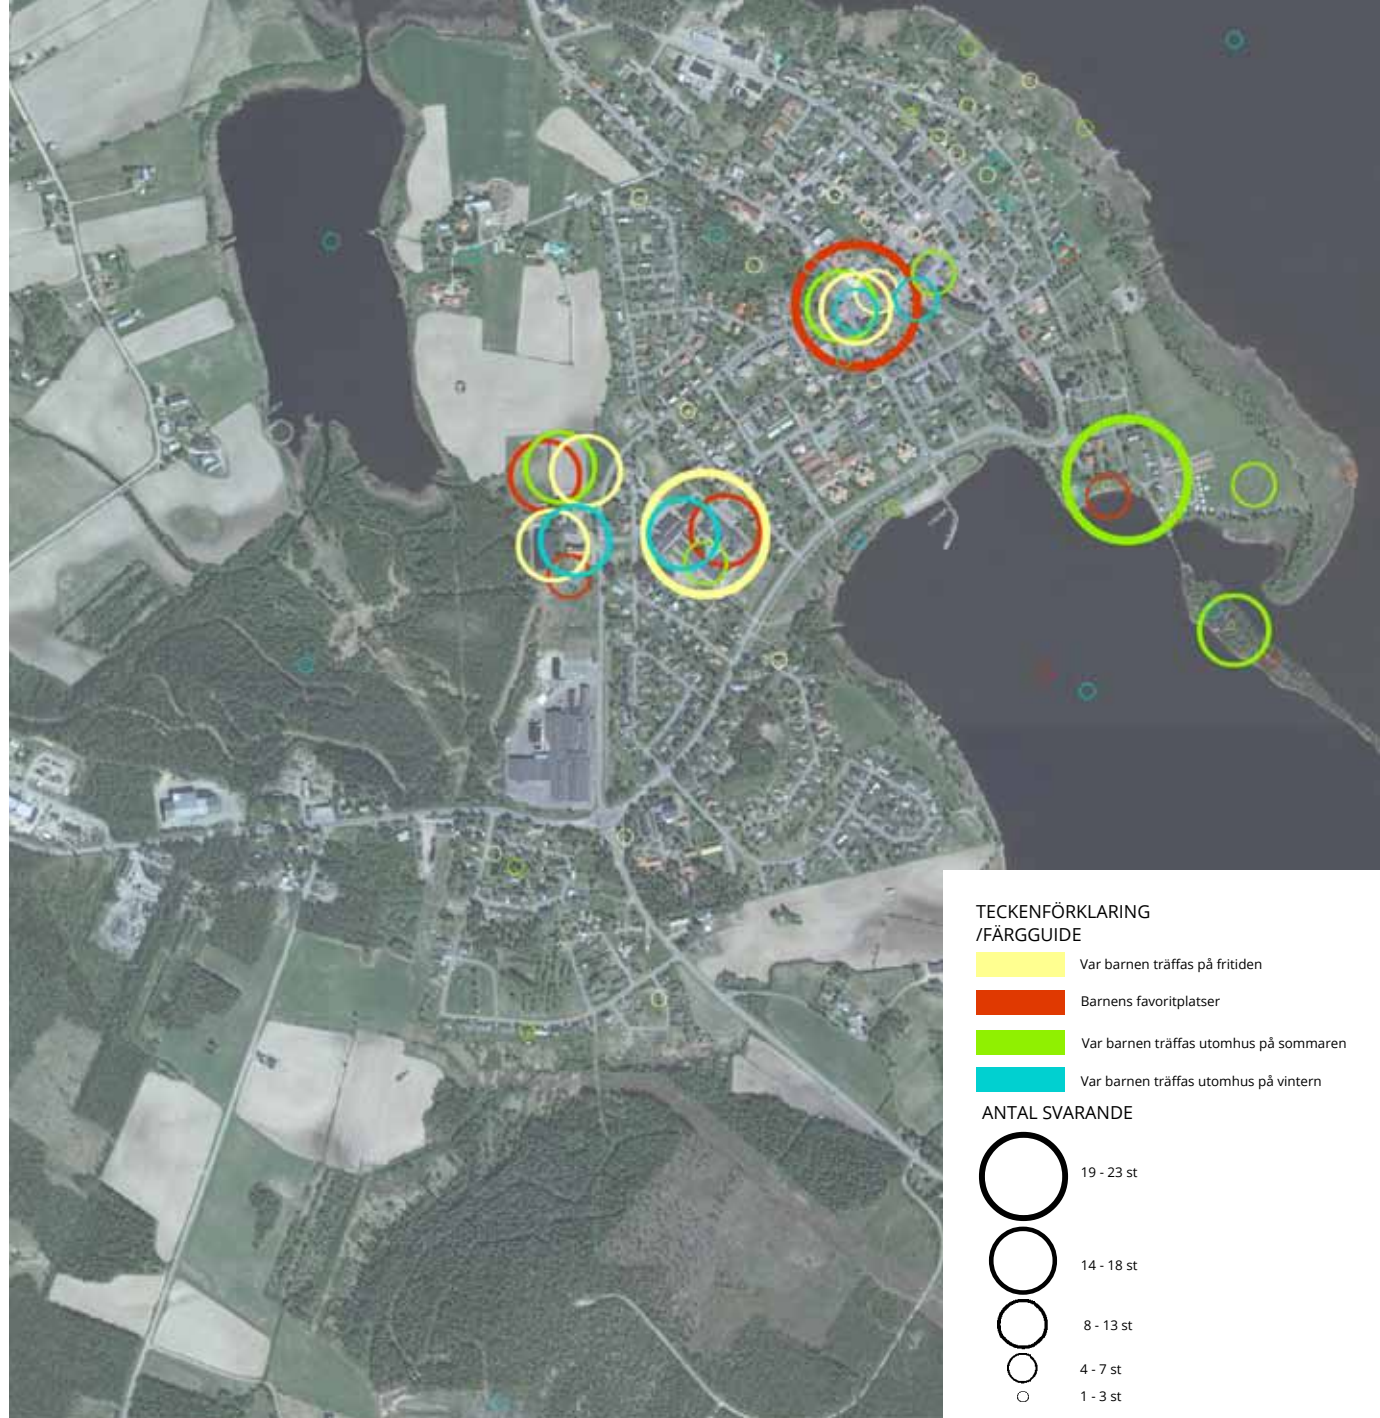 TECKENFÖRKLARING
/FÄRGGUIDE
Var barnen träffas på fritiden
Barnens favoritplatser
Var barnen träffas utomhus på sommaren
Var barnen träffas utomhus på vintern
ANTAL SVARANDE
19 - 23 st
14 - 18 st
8 - 13 st
4 - 7 st
1 - 3 st